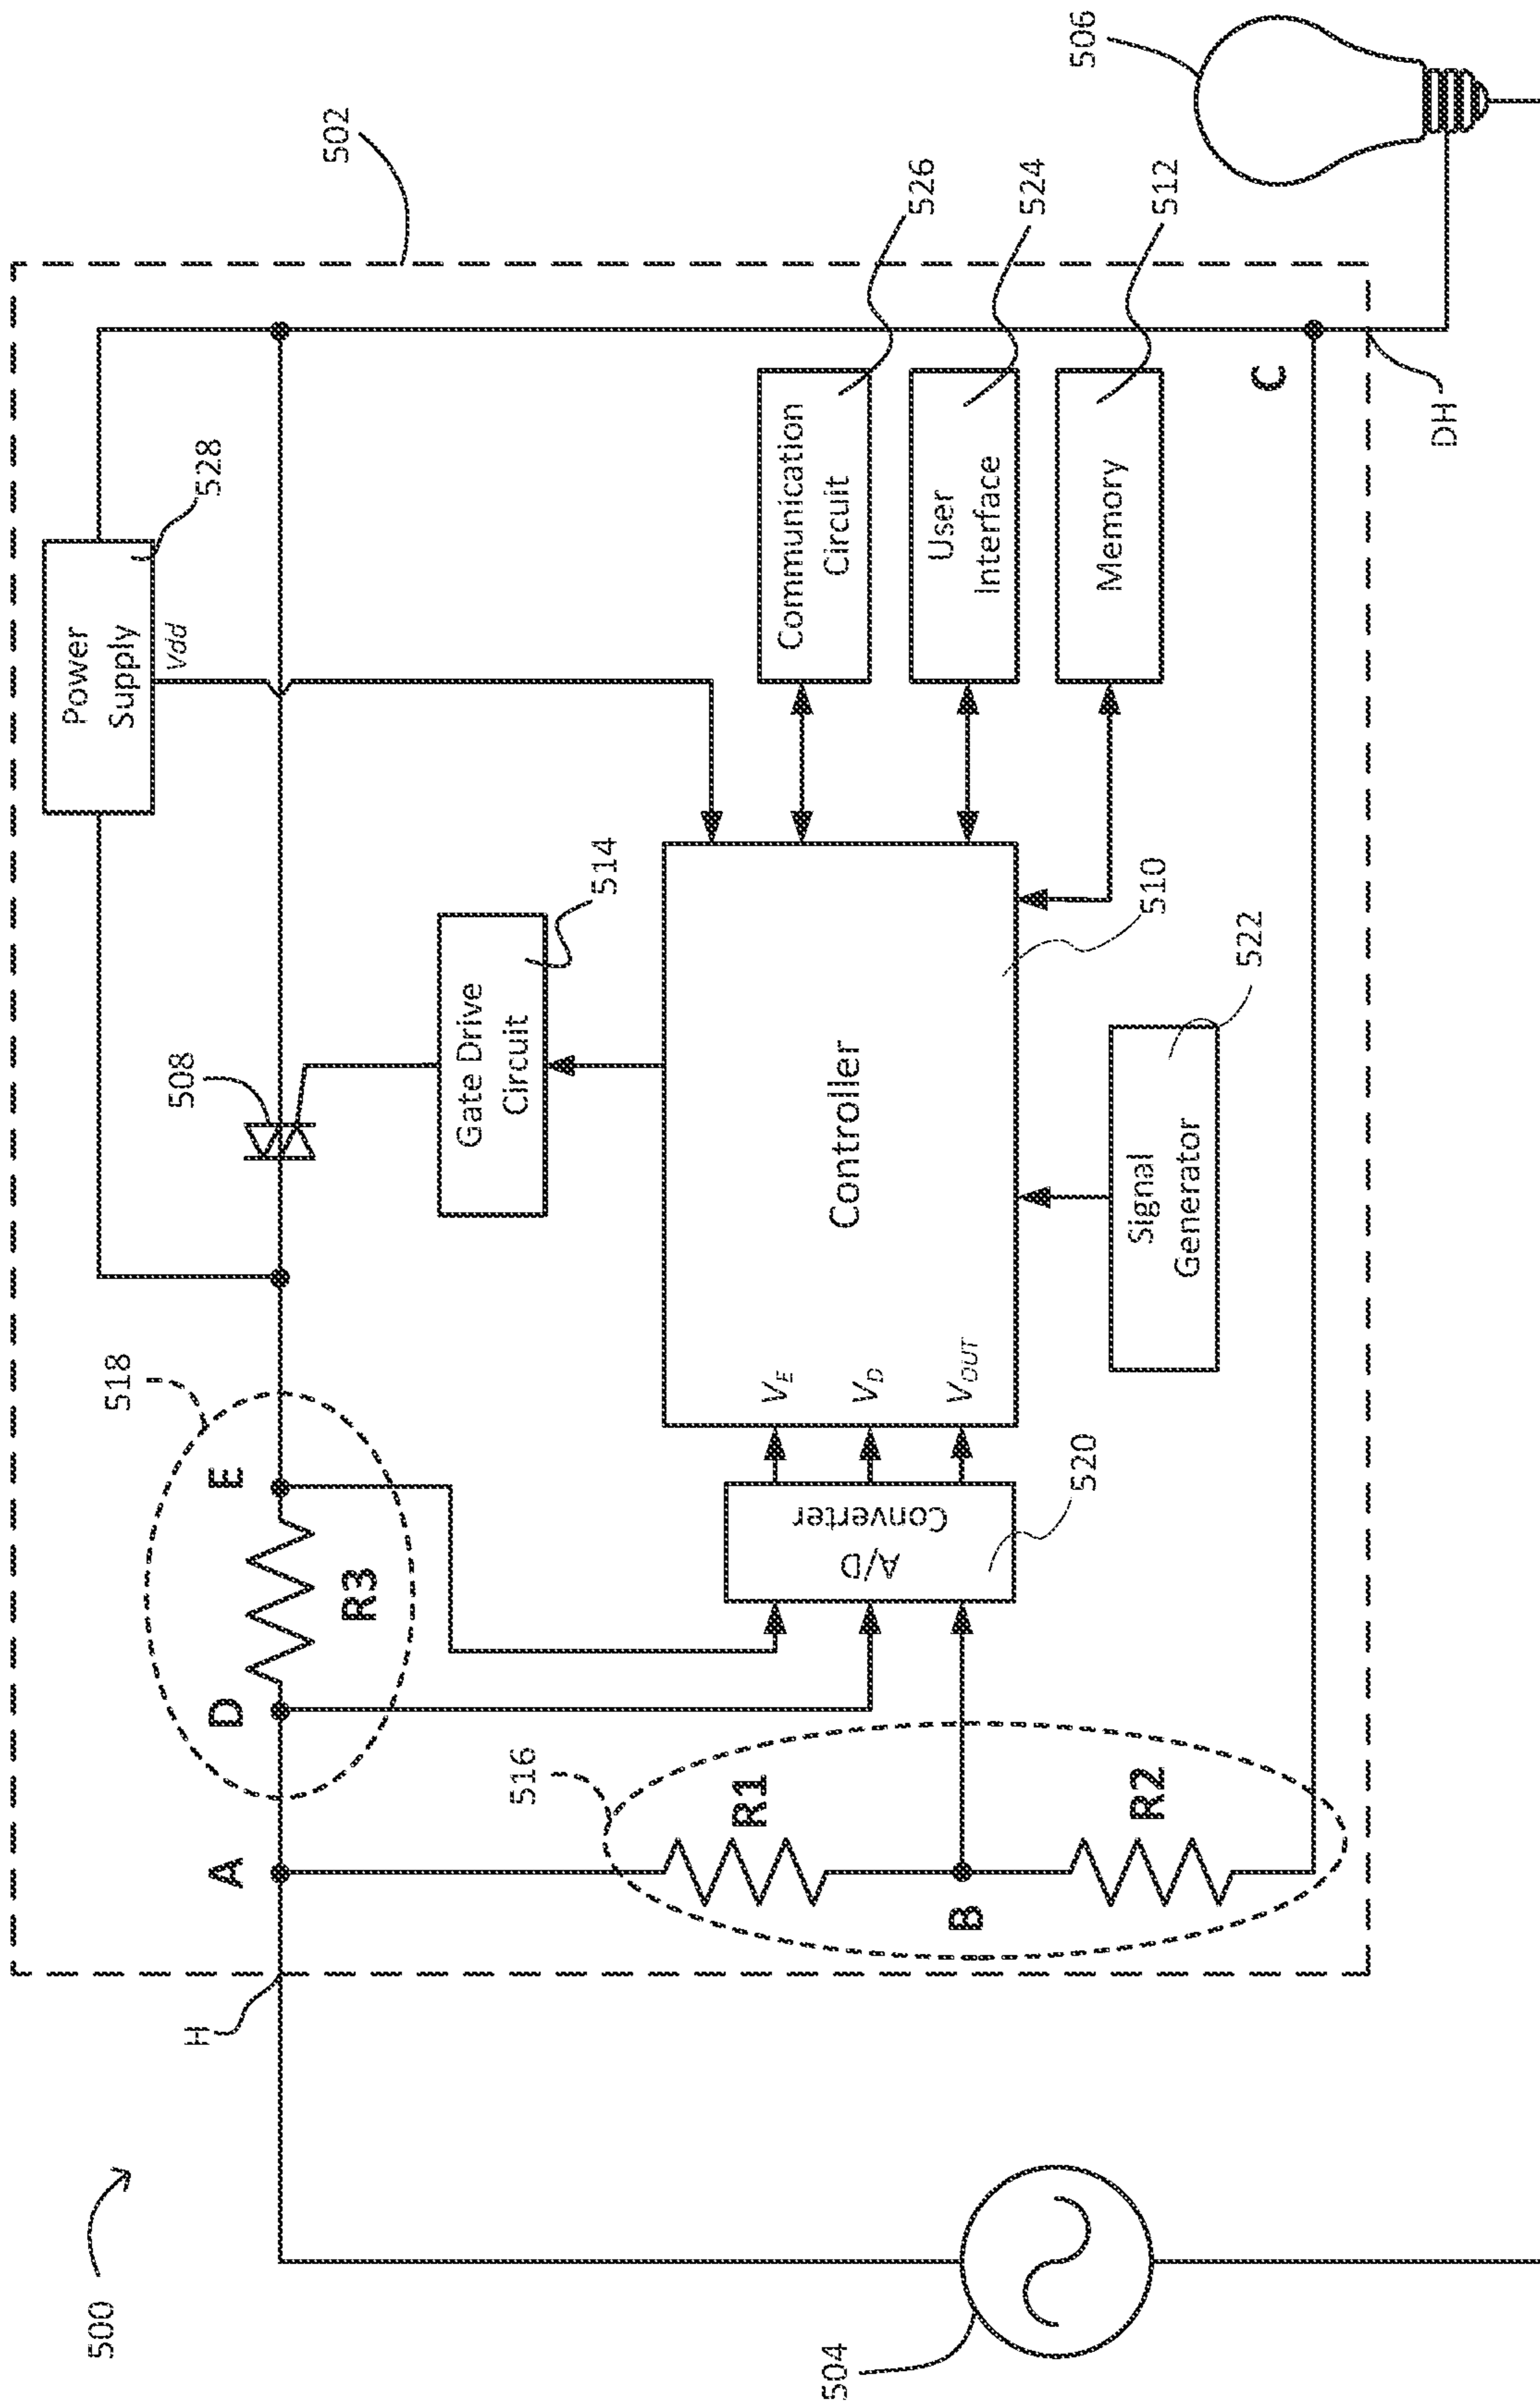 500
502
Power
Supply
528
Vdd
508
518
D
E
R3
A
H
Gate Drive
Circuit
514
Communication
Circuit
526
User
Interface
524
Memory
512
506
516
R1
B
R2
A/D
Converter
520
VE
VD
VOUT
Controller
510
Signal
Generator
522
C
DH
504